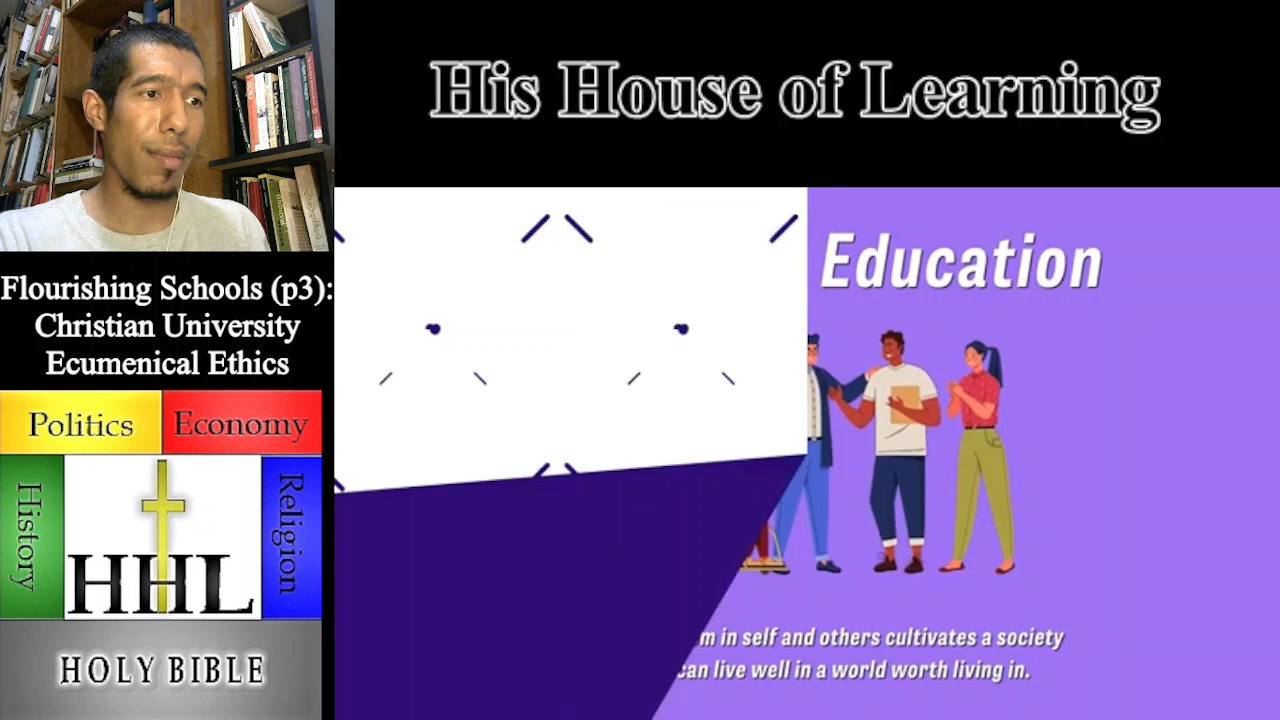 His House of Learning
Flourishing Schools (p3):
Christian University
Ecumenical Ethics
Politics
Economy
History
Religion
HHL
HOLY BIBLE
Education
in self and others cultivates a society
can live well in a world worth living in.